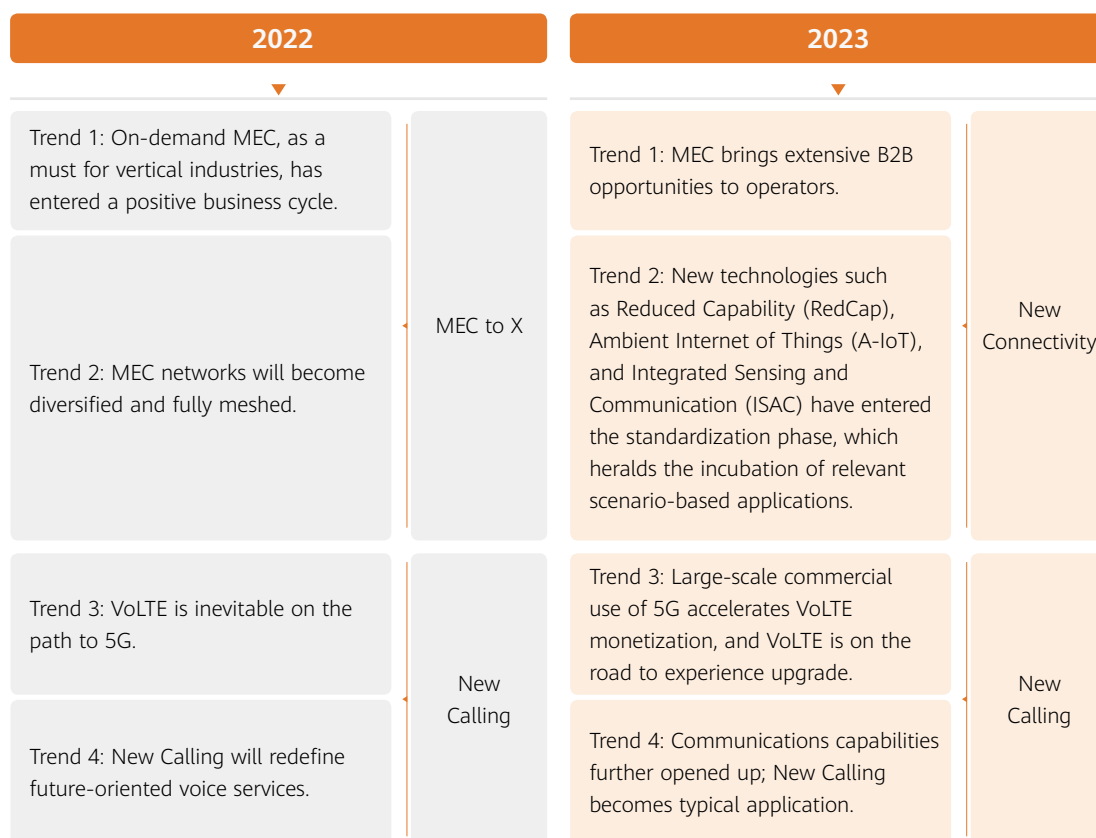 2022
Trend 1: On-demand MEC, as a
must for vertical industries, has
entered a positive business cycle.
Trend 2: MEC networks will become
diversified and fully meshed.
MEC to X
Trend 3: VoLTE is inevitable on the
path to 5G.
Trend 4: New Calling will redefine
future-oriented voice services.
New
Calling
2023
Trend 1: MEC brings extensive B2B
opportunities to operators.
Trend 2: New technologies such
as Reduced Capability (RedCap),
Ambient Internet of Things (A-IoT),
and Integrated Sensing and
Communication (ISAC) have entered
the standardization phase, which
heralds the incubation of relevant
scenario-based applications.
New
Connectivity
Trend 3: Large-scale commercial
use of 5G accelerates VoLTE
monetization, and VoLTE is on the
road to experience upgrade.
Trend 4: Communications capabilities
further opened up; New Calling
becomes typical application.
New
Calling